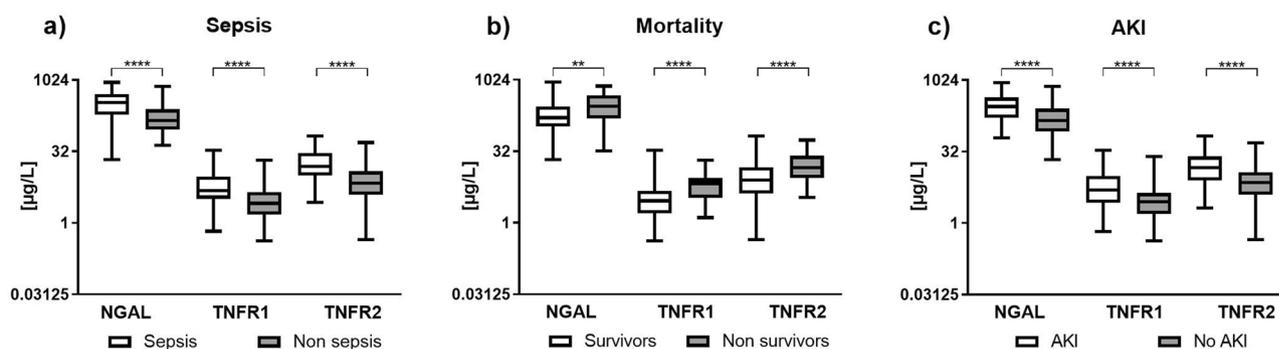 a) Sepsis
**** **** ****
1024
32
1
0.03125
[µg/L]
NGAL TNFR1 TNFR2
Sepsis Non sepsis
b) Mortality
** **** ****
1024
32
1
0.03125
[µg/L]
NGAL TNFR1 TNFR2
Survivors Non survivors
c) AKI
**** **** ****
1024
32
1
0.03125
[µg/L]
NGAL TNFR1 TNFR2
AKI No AKI